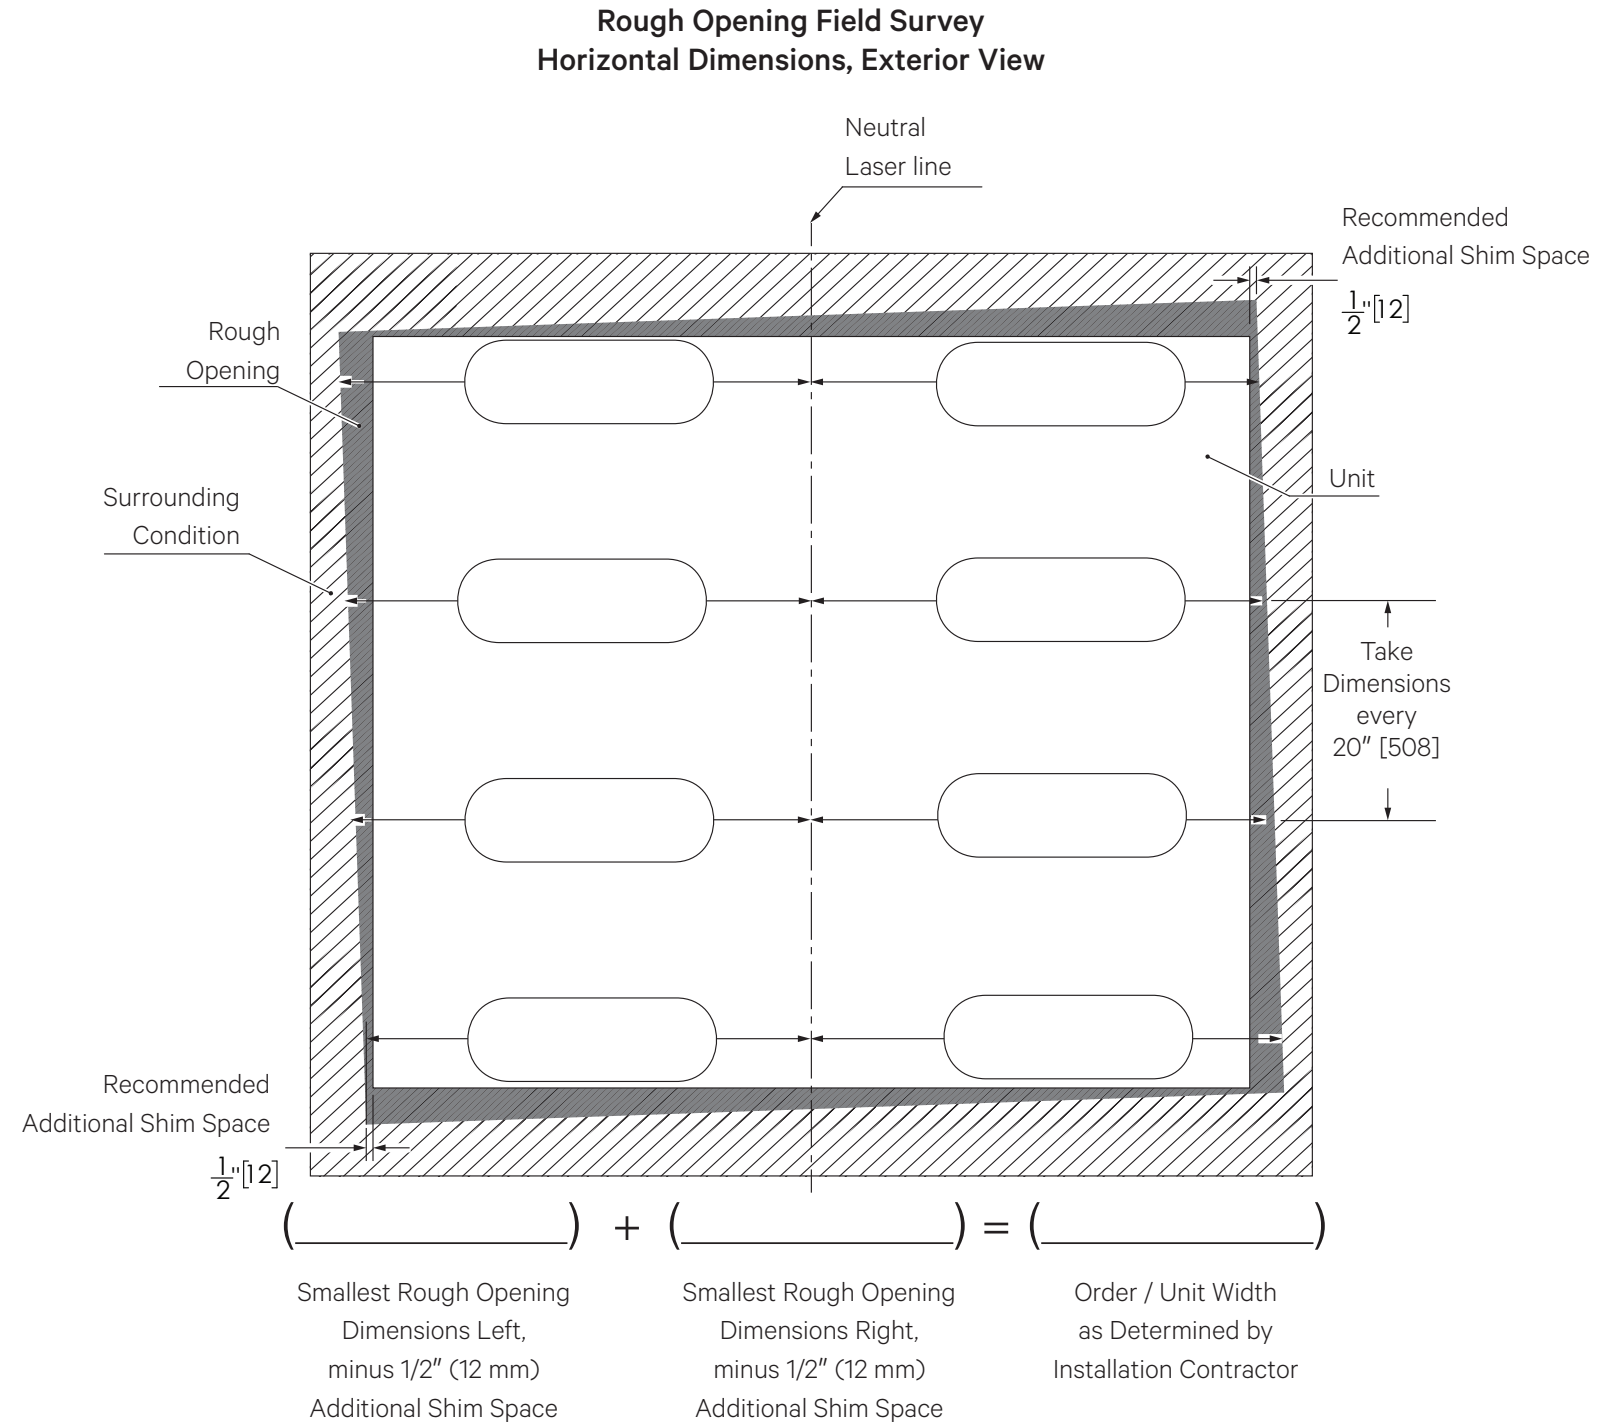 Rough Opening Field Survey
Horizontal Dimensions, Exterior View
Neutral
Laser line
Recommended
Additional Shim Space
1/2"[12]
Rough
Opening
Surrounding
Condition
Unit
Take
Dimensions
every
20″ [508]
Recommended
Additional Shim Space
1/2"[12]
(__________) + (__________) = (__________)
Smallest Rough Opening
Dimensions Left,
minus 1/2″ (12 mm)
Additional Shim Space
Smallest Rough Opening
Dimensions Right,
minus 1/2″ (12 mm)
Additional Shim Space
Order / Unit Width
as Determined by
Installation Contractor